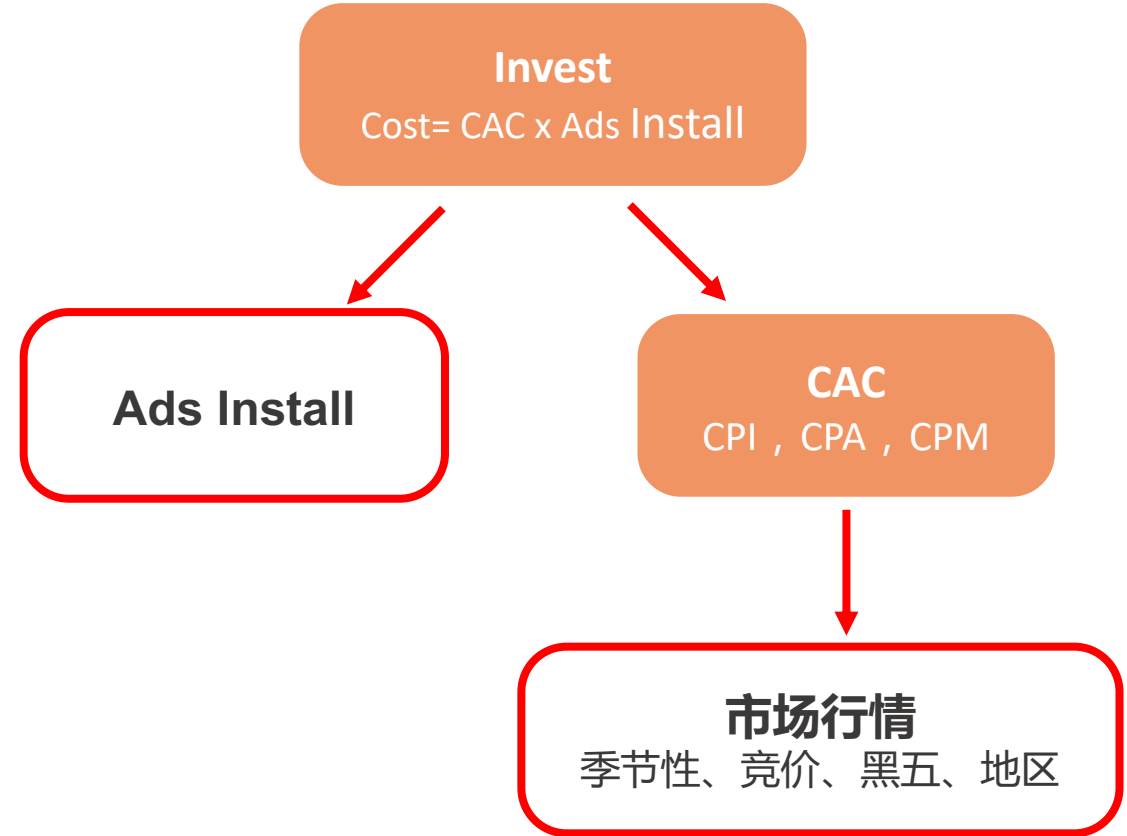 Invest
Cost= CAC x Ads Install
Ads Install
CAC
CPI，CPA，CPM
市场行情
季节性、竞价、黑五、地区